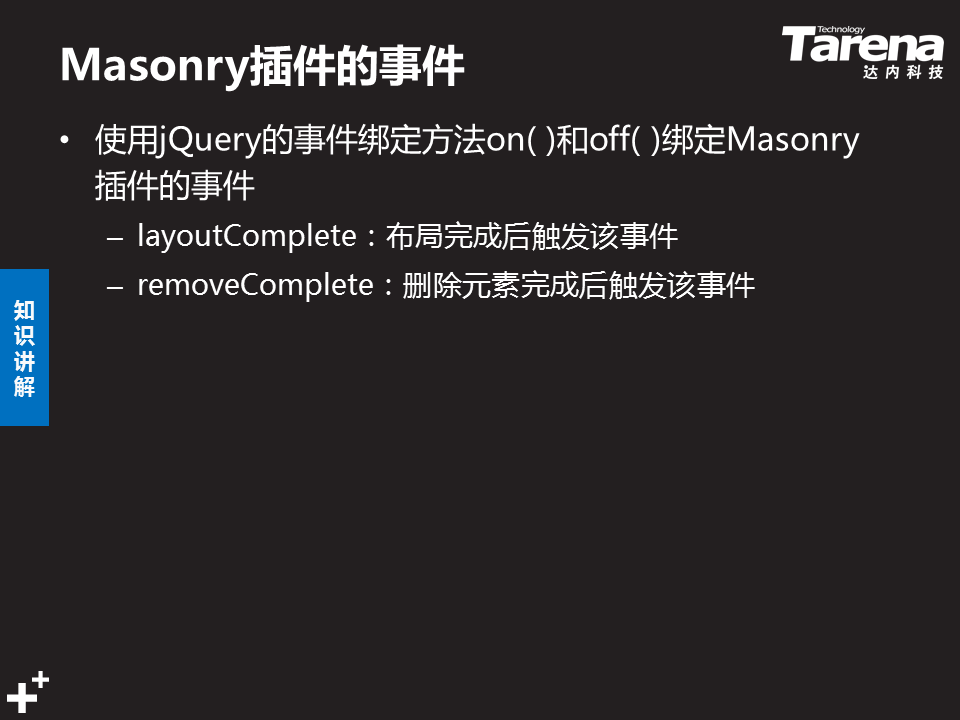 Masonry插件的事件
Technology
Tarena
达内科技
• 使用jQuery的事件绑定方法on( )和off( )绑定Masonry
插件的事件
– layoutComplete：布局完成后触发该事件
– removeComplete：删除元素完成后触发该事件
知
识
讲
解